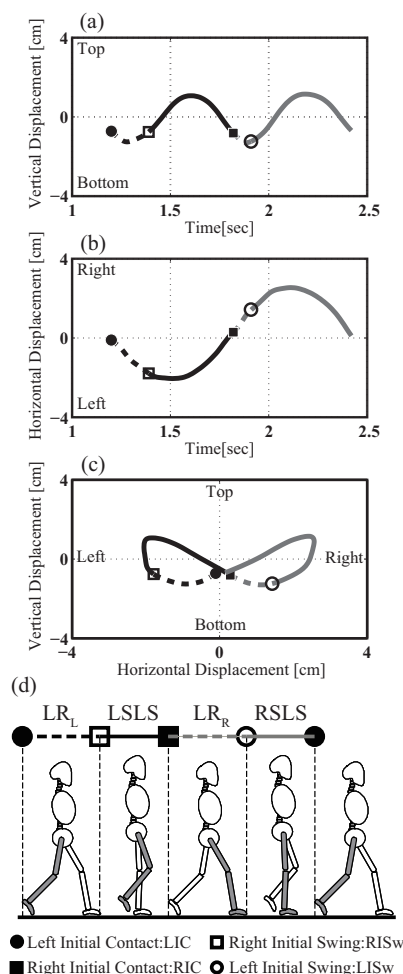 (a)
4
Top
Vertical Displacement [cm]
0
Bottom
−4
1
1.5
2
2.5
Time[sec]
(b)
4
Right
Horizontal Displacement [cm]
0
Left
−4
1
1.5
2
2.5
Time[sec]
(c)
4
Top
Vertical Displacement [cm]
0
Left
Right
Bottom
−4
−4
0
4
Horizontal Displacement [cm]
(d)
LR_L LSLS LR_R RSLS
Left Initial Contact:LIC Right Initial Swing:RISw
Right Initial Contact:RIC Left Initial Swing:LISw